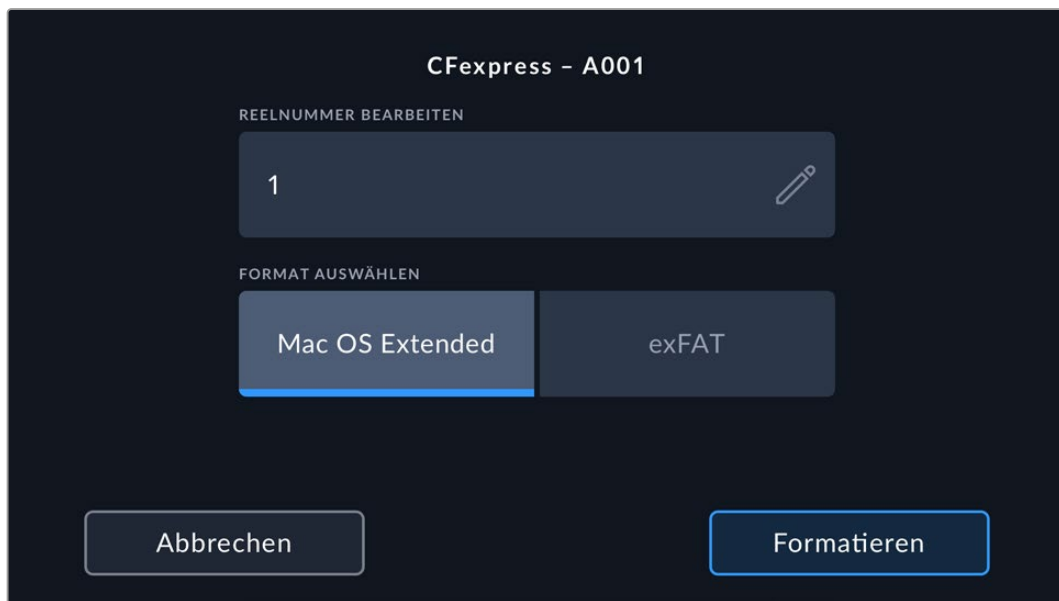 CFexpress – A001
REELNUMMER BEARBEITEN
1
FORMAT AUSWÄHLEN
Mac OS Extended exFAT
Abbrechen Formatieren